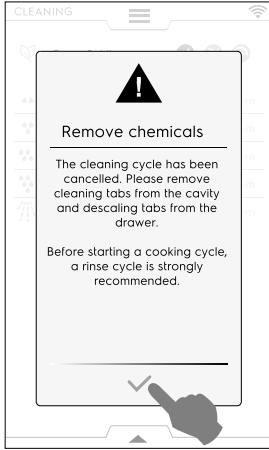 CLEANING
Remove chemicals
The cleaning cycle has been
cancelled. Please remove
cleaning tabs from the cavity
and descaling tabs from the
drawer.
Before starting a cooking cycle,
a rinse cycle is strongly
recommended.